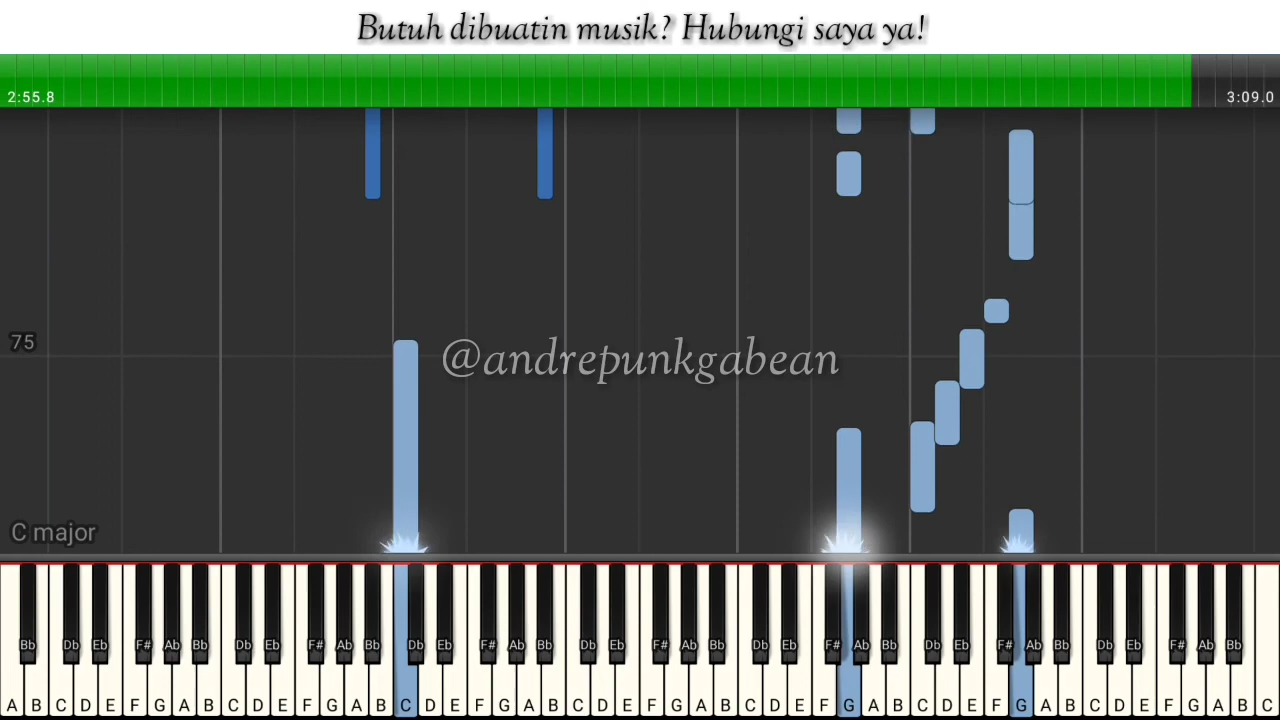 Butuh dibuatin musik? Hubungi saya ya!
2:55.8 3:09.0
75
@andrepunkgabean
C major
Bb Db Eb F# Ab Bb Db Eb F# Ab Bb Db Eb F# Ab Bb Db Eb F# Ab Bb Db Eb F# Ab Bb Db Eb F# Ab Bb Db Eb F# Ab Bb
A B C D E F G A B C D E F G A B C D E F G A B C D E F G A B C D E F G A B C D E F G A B C D E F G A B C